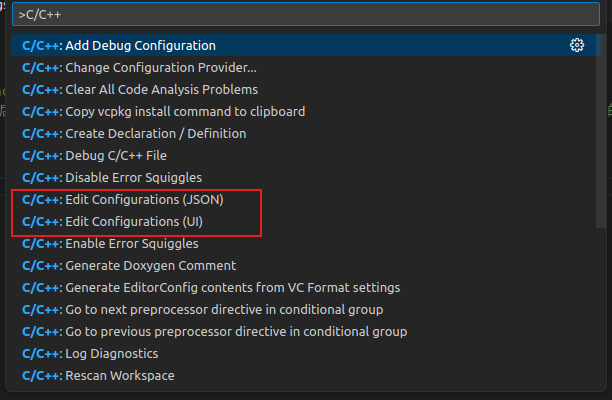 >C/C++
C/C++: Add Debug Configuration
C/C++: Change Configuration Provider...
C/C++: Clear All Code Analysis Problems
C/C++: Copy vcpkg install command to clipboard
C/C++: Create Declaration / Definition
C/C++: Debug C/C++ File
C/C++: Disable Error Squiggles
C/C++: Edit Configurations (JSON)
C/C++: Edit Configurations (UI)
C/C++: Enable Error Squiggles
C/C++: Generate Doxygen Comment
C/C++: Generate EditorConfig contents from VC Format settings
C/C++: Go to next preprocessor directive in conditional group
C/C++: Go to previous preprocessor directive in conditional group
C/C++: Log Diagnostics
C/C++: Rescan Workspace